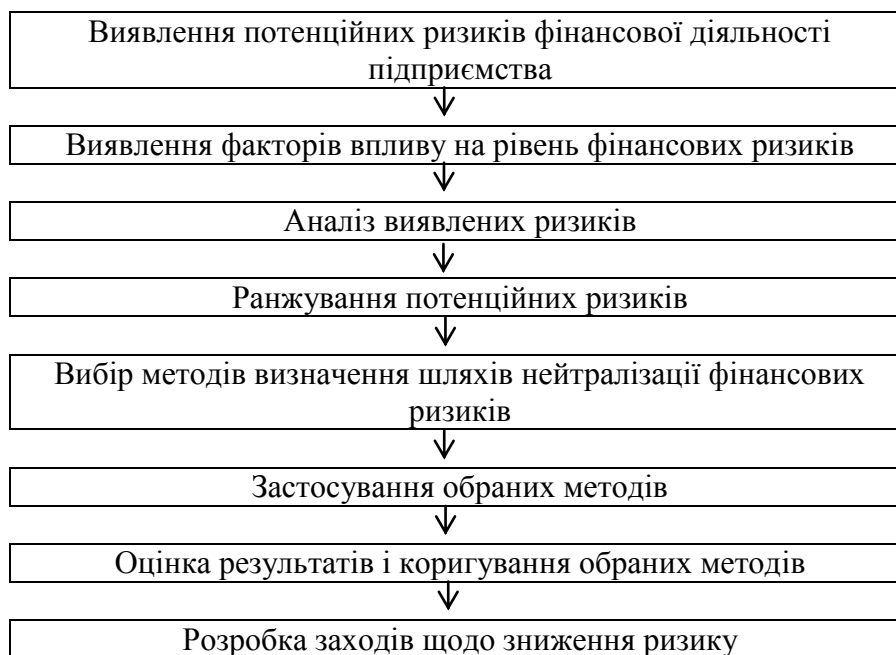 Виявлення потенційних ризиків фінансової діяльності
підприємства
Виявлення факторів впливу на рівень фінансових ризиків
Аналіз виявлених ризиків
Ранжування потенційних ризиків
Вибір методів визначення шляхів нейтралізації фінансових
ризиків
Застосування обраних методів
Оцінка результатів і коригування обраних методів
Розробка заходів щодо зниження ризику